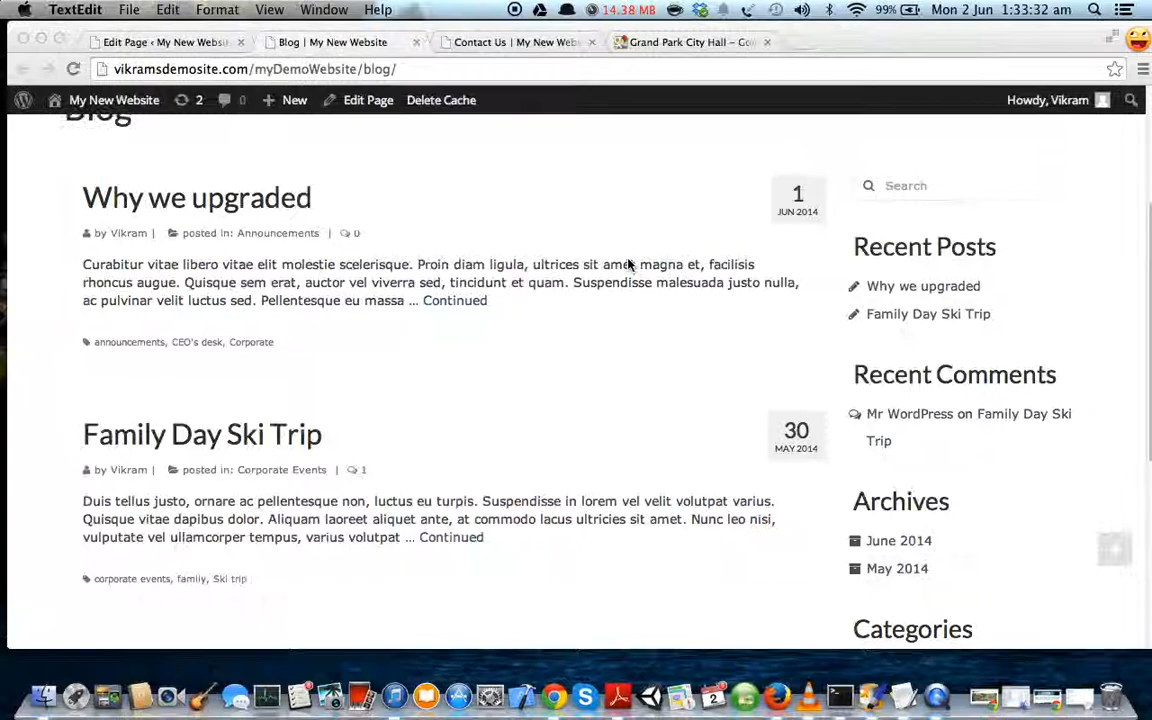 TextEdit File Edit Format View Window Help 14.38 MB 99% Mon 2 Jun 1:33:32 am
Edit Page ‹ My New Websi Blog | My New Website Contact Us | My New Web Grand Park City Hall – Goo
vikramsdemosite.com/myDemoWebsite/blog/
My New Website 2 0 New Edit Page Delete Cache Howdy, Vikram
Blog
Why we upgraded
1
JUN 2014
by Vikram | posted in: Announcements | 0
Curabitur vitae libero vitae elit molestie scelerisque. Proin diam ligula, ultrices sit amet magna et, facilisis
rhoncus augue. Quisque sem erat, auctor vel viverra sed, tincidunt et quam. Suspendisse malesuada justo nulla,
ac pulvinar velit luctus sed. Pellentesque eu massa ... Continued
announcements, CEO's desk, Corporate
Family Day Ski Trip
30
MAY 2014
by Vikram | posted in: Corporate Events | 1
Duis tellus justo, ornare ac pellentesque non, luctus eu turpis. Suspendisse in lorem vel velit volutpat varius.
Quisque vitae dapibus dolor. Aliquam laoreet aliquet ante, at commodo lacus ultricies sit amet. Nunc leo nisi,
vulputate vel ullamcorper tempus, varius volutpat ... Continued
corporate events, family, Ski trip
Search
Recent Posts
Why we upgraded
Family Day Ski Trip
Recent Comments
Mr WordPress on Family Day Ski
Trip
Archives
June 2014
May 2014
Categories